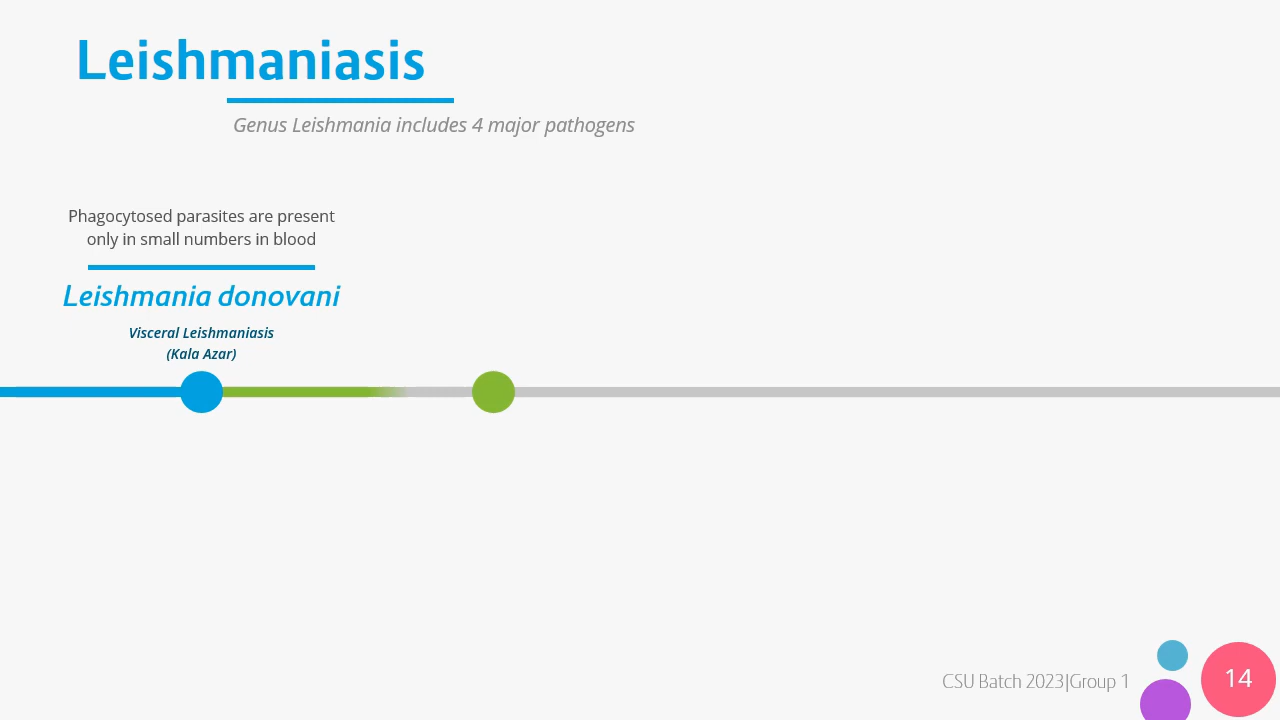 Leishmaniasis
Genus Leishmania includes 4 major pathogens
Phagocytosed parasites are present
only in small numbers in blood
Leishmania donovani
Visceral Leishmaniasis
(Kala Azar)
CSU Batch 2023|Group 1
14